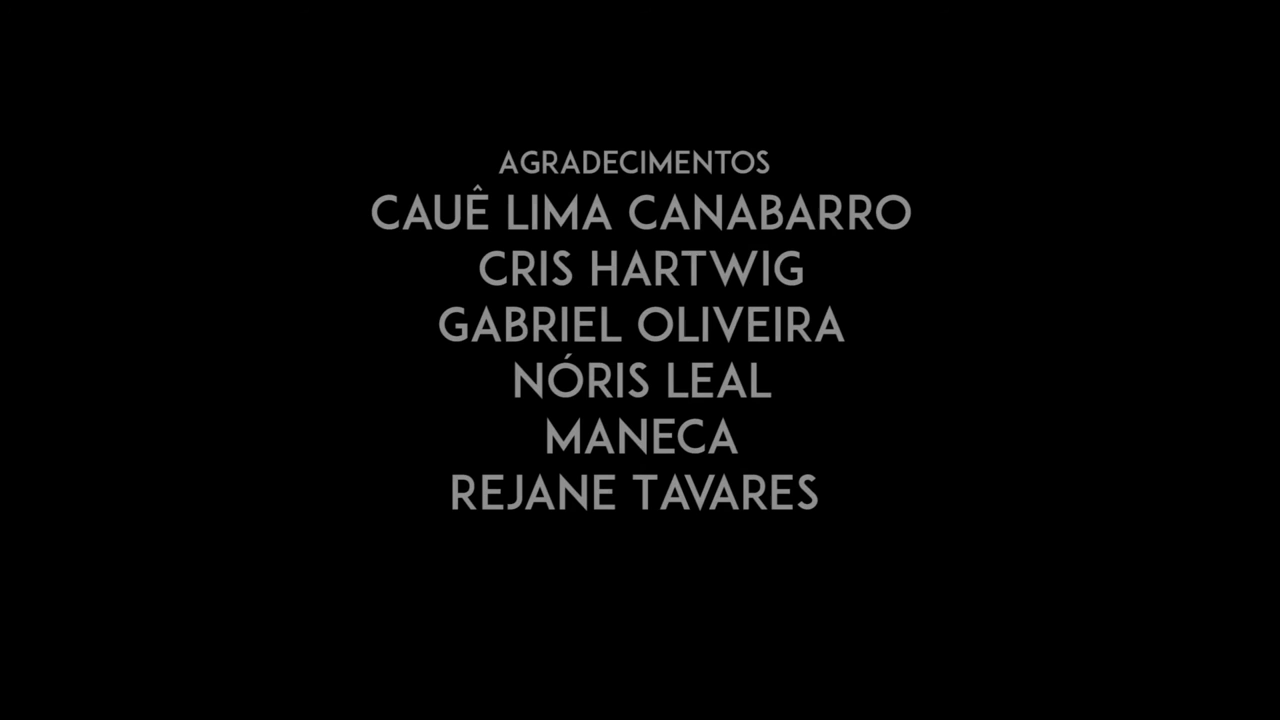 AGRADECIMENTOS
CAUÊ LIMA CANABARRO
CRIS HARTWIG
GABRIEL OLIVEIRA
NÓRIS LEAL
MANECA
REJANE TAVARES